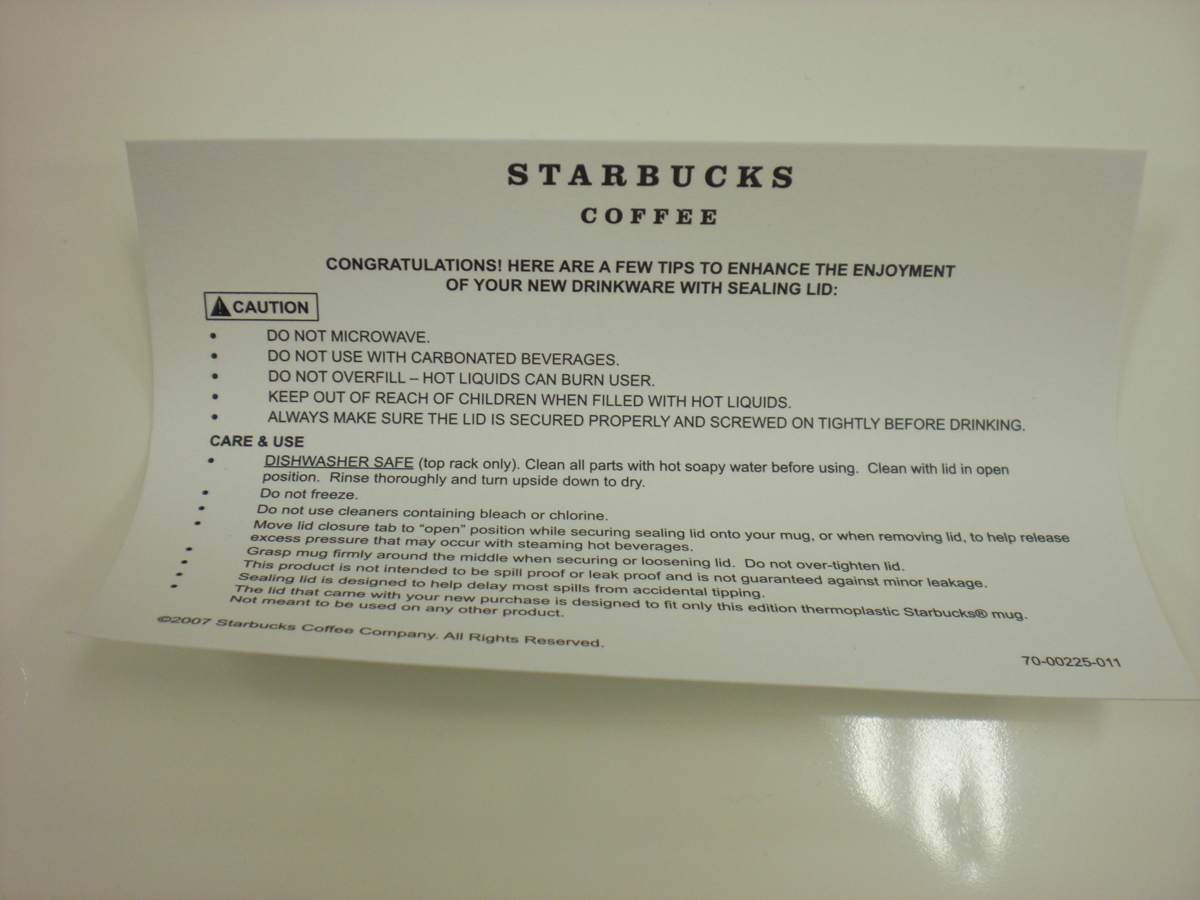 STARBUCKS
COFFEE
CONGRATULATIONS! HERE ARE A FEW TIPS TO ENHANCE THE ENJOYMENT
OF YOUR NEW DRINKWARE WITH SEALING LID:
CAUTION
• DO NOT MICROWAVE.
• DO NOT USE WITH CARBONATED BEVERAGES.
• DO NOT OVERFILL – HOT LIQUIDS CAN BURN USER.
• KEEP OUT OF REACH OF CHILDREN WHEN FILLED WITH HOT LIQUIDS.
• ALWAYS MAKE SURE THE LID IS SECURED PROPERLY AND SCREWED ON TIGHTLY BEFORE DRINKING.
CARE & USE
• DISHWASHER SAFE (top rack only). Clean all parts with hot soapy water before using. Clean with lid in open
position. Rinse thoroughly and turn upside down to dry.
• Do not freeze.
• Do not use cleaners containing bleach or chlorine.
• Move lid closure tab to “open” position while securing sealing lid onto your mug, or when removing lid, to help release
excess pressure that may occur with steaming hot beverages.
• Grasp mug firmly around the middle when securing or loosening lid. Do not over-tighten lid.
• This product is not intended to be spill proof or leak proof and is not guaranteed against minor leakage.
• Sealing lid is designed to help delay most spills from accidental tipping.
• The lid that came with your new purchase is designed to fit only this edition thermoplastic Starbucks® mug.
Not meant to be used on any other product.
©2007 Starbucks Coffee Company. All Rights Reserved.
70-00225-011